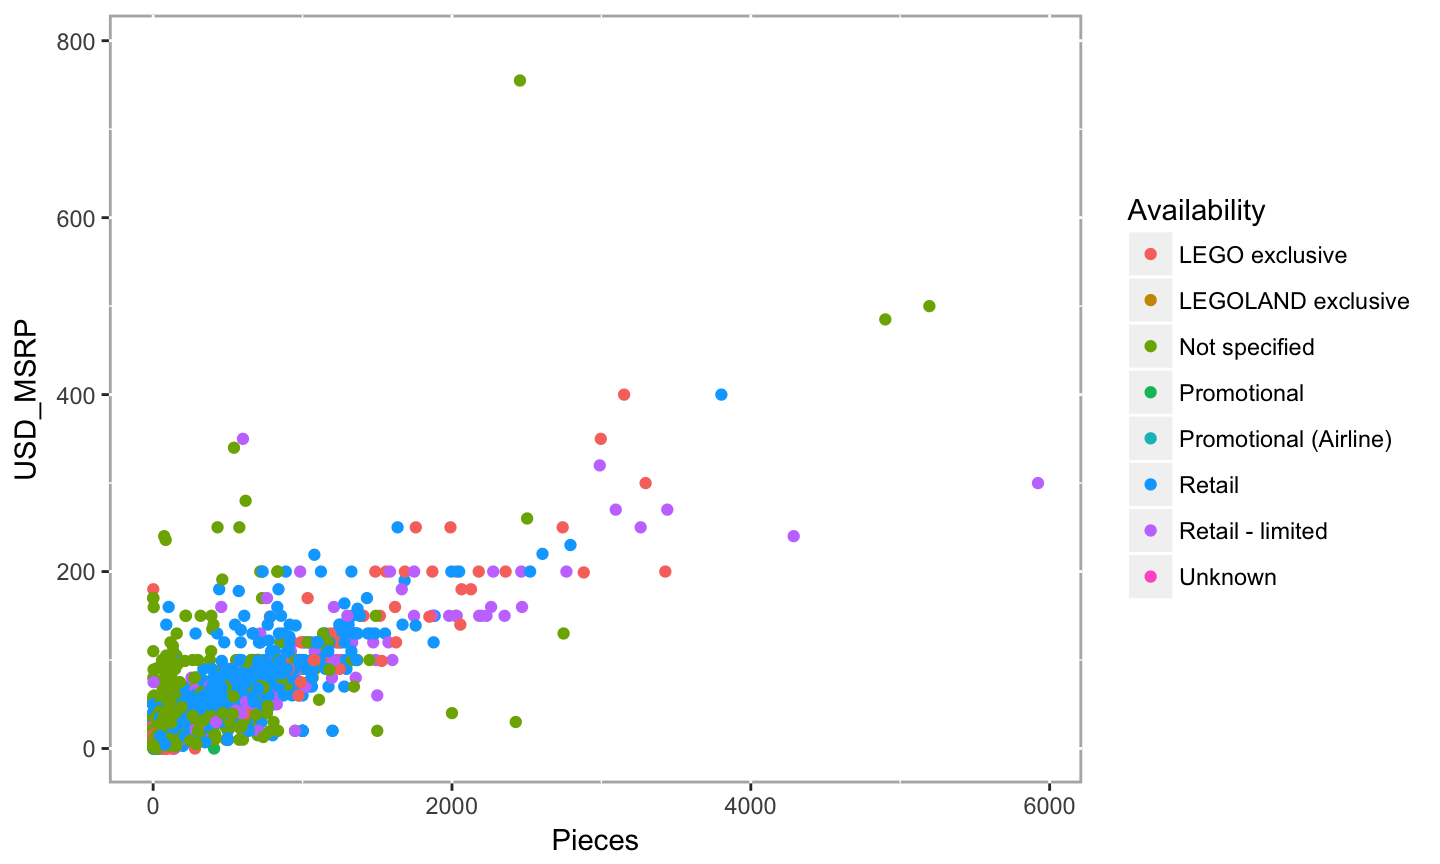 800
600
400
200
0
USD_MSRP
0 2000 4000 6000
Pieces
Availability
LEGO exclusive
LEGOLAND exclusive
Not specified
Promotional
Promotional (Airline)
Retail
Retail - limited
Unknown